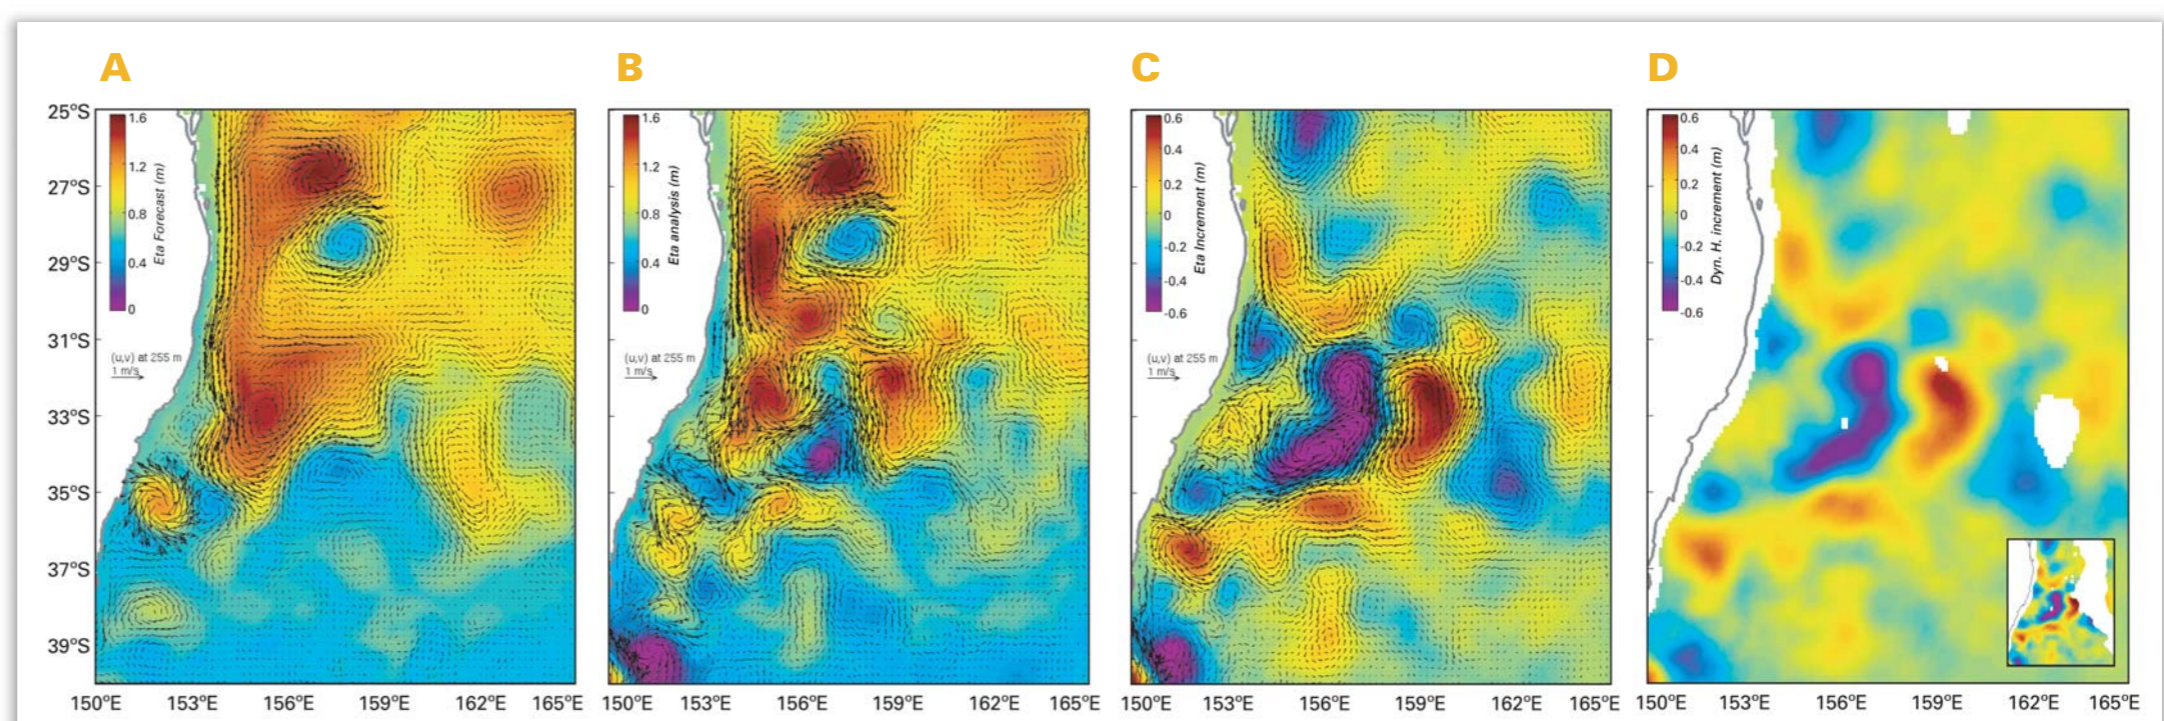 A B C D
25°S
27°S
29°S
31°S
33°S
35°S
37°S
39°S
1.6
1.2
0.8
0.4
0
Eta Forecast (m)
(u,v) at 255 m
1 m/s
150°E 153°E 156°E 159°E 162°E 165°E
1.6
1.2
0.8
0.4
0
Eta analysis (m)
(u,v) at 255 m
1 m/s
150°E 153°E 156°E 159°E 162°E 165°E
0.6
0.4
0.2
0
-0.2
-0.4
-0.6
Eta Increment (m)
(u,v) at 255 m
1 m/s
150°E 153°E 156°E 159°E 162°E 165°E
0.6
0.4
0.2
0
-0.2
-0.4
-0.6
Dyn. H. increment (m)
150°E 153°E 156°E 159°E 162°E 165°E